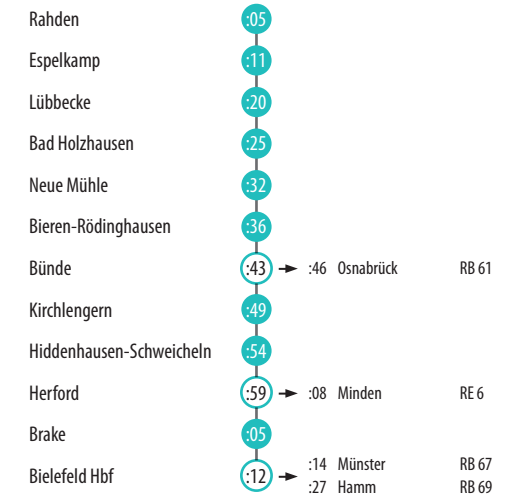 Rahden :05
Espelkamp :11
Lübbecke :20
Bad Holzhausen :25
Neue Mühle :32
Bieren-Rödinghausen :36
Bünde :43 :46 Osnabrück RB 61
Kirchlengern :49
Hiddenhausen-Schweicheln :54
Herford :59 :08 Minden RE 6
Brake :05
Bielefeld Hbf :12 :14 Münster RB 67
:27 Hamm RB 69